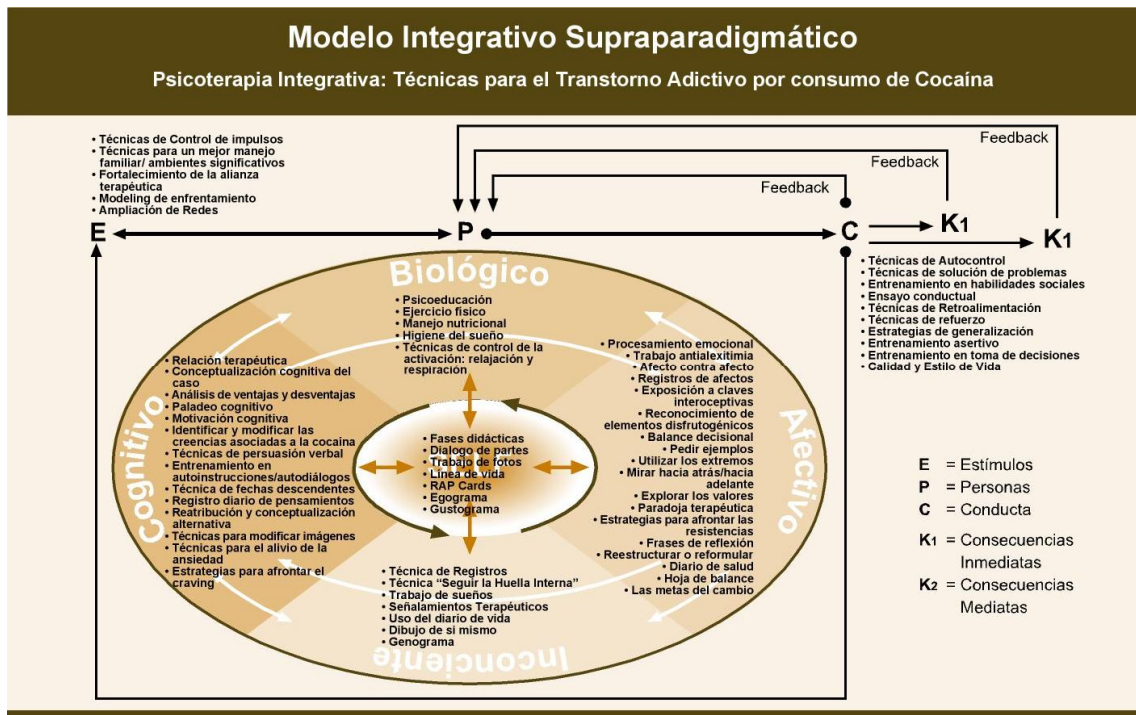 Modelo Integrativo Supraparadigmático
Psicoterapia Integrativa: Técnicas para el Transtorno Adictivo por consumo de Cocaína
• Técnicas de Control de impulsos
• Técnicas para un mejor manejo
familiar/ ambientes significativos
• Fortalecimiento de la alianza
terapéutica
• Modeling de enfrentamiento
• Ampliación de Redes
Feedback
Feedback
Feedback
E
P
C
K1
K1
• Técnicas de Autocontrol
• Técnicas de solución de problemas
• Entrenamiento en habilidades sociales
• Ensayo conductual
• Técnicas de Retroalimentación
• Técnicas de refuerzo
• Estrategias de generalización
• Entrenamiento asertivo
• Entrenamiento en toma de decisiones
• Calidad y Estilo de Vida
Biológico
• Psicoeducación
• Ejercicio físico
• Manejo nutricional
• Higiene del sueño
• Técnicas de control de la
activación: relajación y
respiración
Cognitivo
• Relación terapéutica
• Conceptualización cognitiva del
caso
• Análisis de ventajas y desventajas
• Paladeo cognitivo
• Motivación cognitiva
• Identificar y modificar las
creencias asociadas a la cocaína
• Técnicas de persuasión verbal
• Entrenamiento en
autoinstrucciones/autodiálogos
• Técnica de fechas descendentes
• Registro diario de pensamientos
• Reatribución y conceptualización
alternativa
• Técnicas para modificar imágenes
• Técnicas para el alivio de la
ansiedad
• Estrategias para afrontar el
craving
• Fases didácticas
• Dialogo de partes
• Trabajo de fotos
• Línea de vida
• RAP Cards
• Egograma
• Gustograma
Afectivo
• Procesamiento emocional
• Trabajo antialexitimia
• Afecto contra afecto
• Registros de afectos
• Exposición a claves
interoceptivas
• Reconocimiento de
elementos disfrutogénicos
• Balance decisional
• Pedir ejemplos
• Utilizar los extremos
• Mirar hacia atrás/hacia
adelante
• Explorar los valores
• Paradoja terapéutica
• Estrategias para afrontar las
resistencias
• Frases de reflexión
• Reestructurar o reformular
• Diario de salud
• Hoja de balance
• Las metas del cambio
• Técnica de Registros
• Técnica “Seguir la Huella Interna”
• Trabajo de sueños
• Señalamientos Terapéuticos
• Uso del diario de vida
• Dibujo de si mismo
• Genograma
Inconciente
E = Estímulos
P = Personas
C = Conducta
K1 = Consecuencias
Inmediatas
K2 = Consecuencias
Mediatas